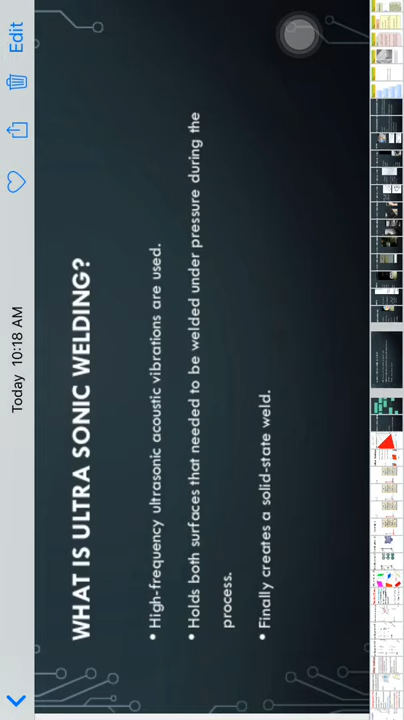 Today 10:18 AM
Edit
WHAT IS ULTRA SONIC WELDING?
• High-frequency ultrasonic acoustic vibrations are used.
• Holds both surfaces that needed to be welded under pressure during the
process.
• Finally creates a solid-state weld.